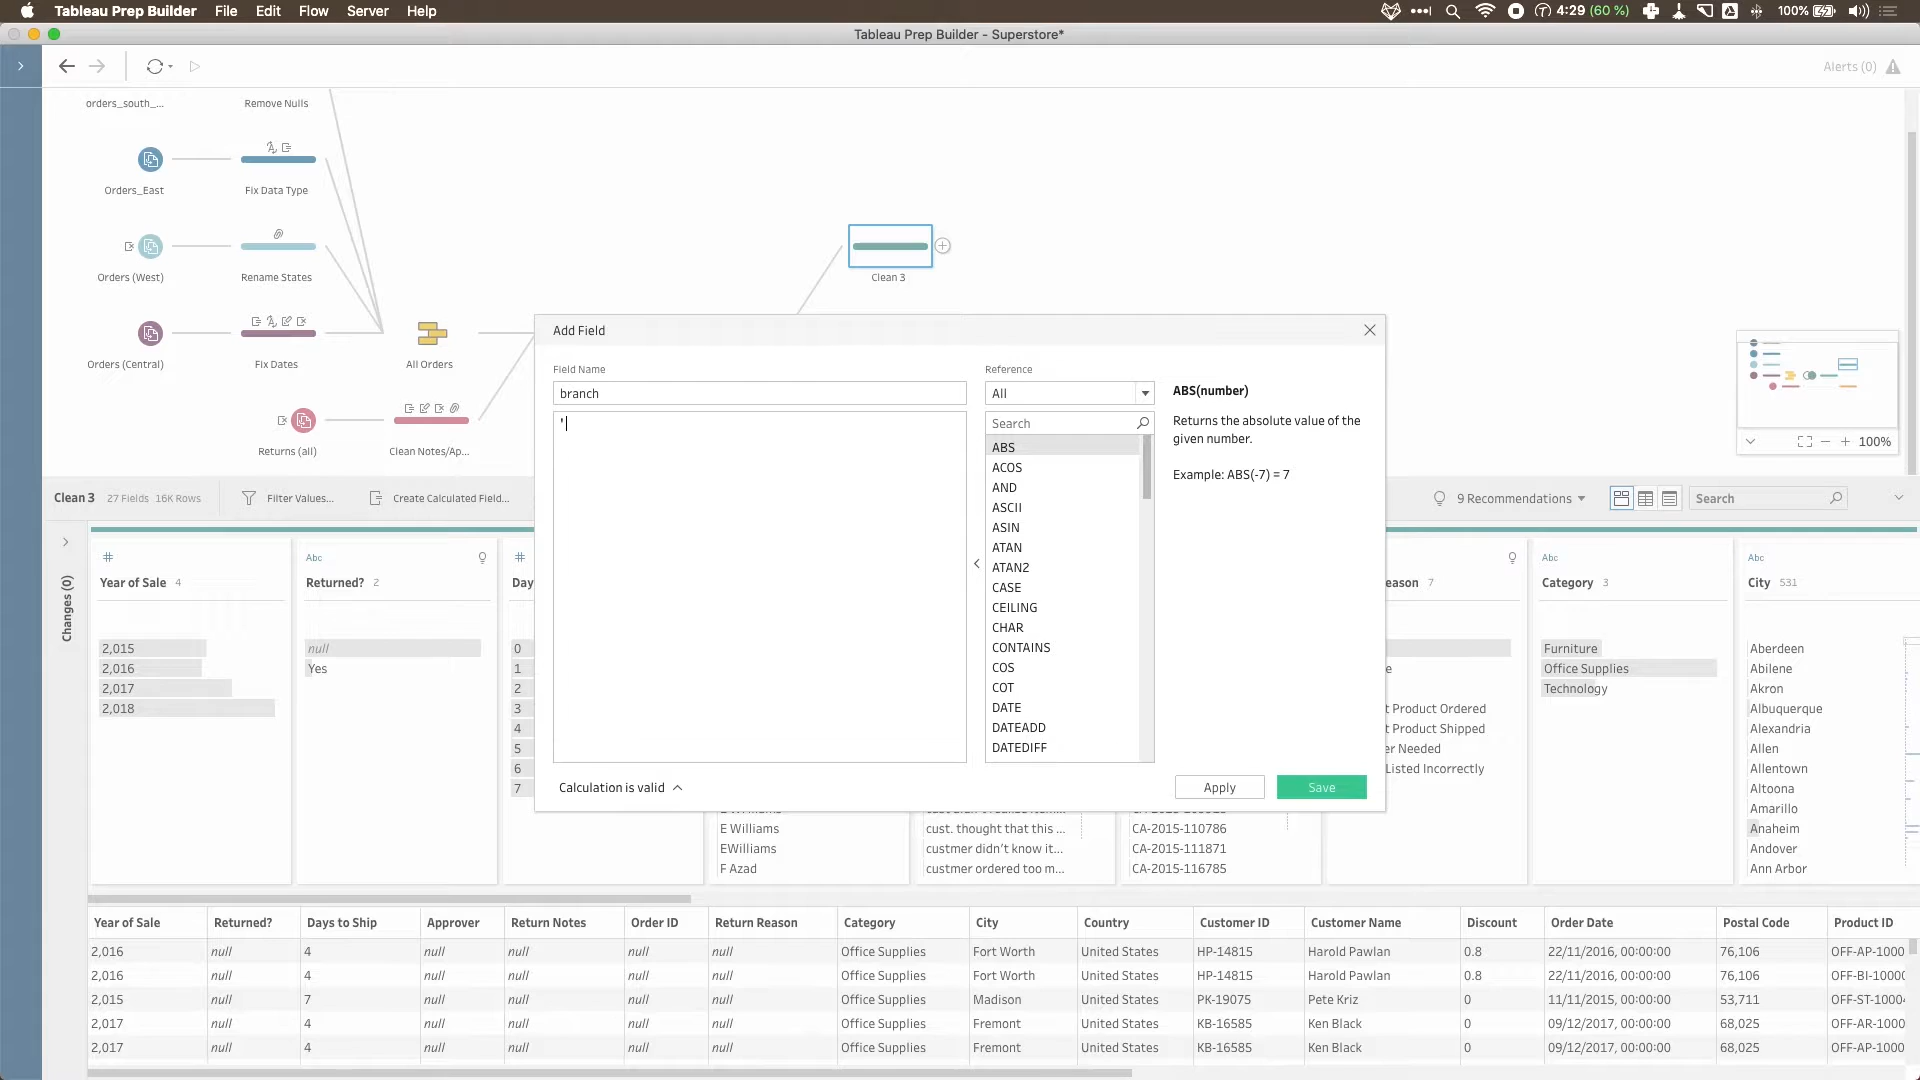 Tableau Prep Builder File Edit Flow Server Help
4:29 (60 %) 100%
Tableau Prep Builder - Superstore*
Alerts (0)
orders_south_... Remove Nulls
Orders_East Fix Data Type
Orders (West) Rename States
Clean 3
Orders (Central) Fix Dates All Orders
Returns (all) Clean Notes/Ap...
100%
Add Field
Field Name
branch
'
Reference
All
Search
ABS
ACOS
AND
ASCII
ASIN
ATAN
ATAN2
CASE
CEILING
CHAR
CONTAINS
COS
COT
DATE
DATEADD
DATEDIFF
ABS(number)
Returns the absolute value of the
given number.
Example: ABS(-7) = 7
Calculation is valid
Apply Save
Clean 3 27 Fields 16K Rows Filter Values... Create Calculated Field... 9 Recommendations Search
Changes (0)
#
Year of Sale 4
2,015
2,016
2,017
2,018
Abc
Returned? 2
null
Yes
#
Day
0
1
2
3
4
5
6
7
E Williams
EWilliams
F Azad
cust. thought that this ...
custmer didn't know it...
custmer ordered too m...
CA-2015-110786
CA-2015-111871
CA-2015-116785
eason 7
e
t Product Ordered
t Product Shipped
er Needed
Listed Incorrectly
Abc
Category 3
Furniture
Office Supplies
Technology
Abc
City 531
Aberdeen
Abilene
Akron
Albuquerque
Alexandria
Allen
Allentown
Altoona
Amarillo
Anaheim
Andover
Ann Arbor
Year of Sale Returned? Days to Ship Approver Return Notes Order ID Return Reason Category City Country Customer ID Customer Name Discount Order Date Postal Code Product ID
2,016 null 4 null null null null Office Supplies Fort Worth United States HP-14815 Harold Pawlan 0.8 22/11/2016, 00:00:00 76,106 OFF-AP-1000
2,016 null 4 null null null null Office Supplies Fort Worth United States HP-14815 Harold Pawlan 0.8 22/11/2016, 00:00:00 76,106 OFF-BI-1000
2,015 null 7 null null null null Office Supplies Madison United States PK-19075 Pete Kriz 0 11/11/2015, 00:00:00 53,711 OFF-ST-1000
2,017 null 4 null null null null Office Supplies Fremont United States KB-16585 Ken Black 0 09/12/2017, 00:00:00 68,025 OFF-AR-1000
2,017 null 4 null null null null Office Supplies Fremont United States KB-16585 Ken Black 0 09/12/2017, 00:00:00 68,025 OFF-AP-1000